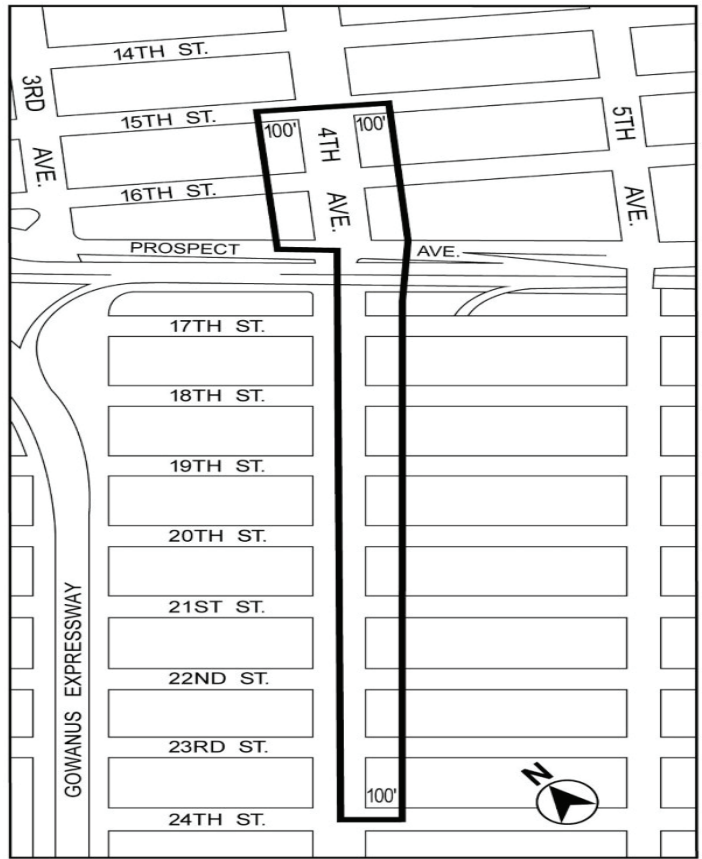 14TH ST.
3RD AVE.
15TH ST.
100'
4TH AVE.
100'
5TH AVE.
16TH ST.
PROSPECT AVE.
17TH ST.
18TH ST.
19TH ST.
20TH ST.
21ST ST.
GOWANUS EXPRESSWAY
22ND ST.
23RD ST.
N
100'
24TH ST.